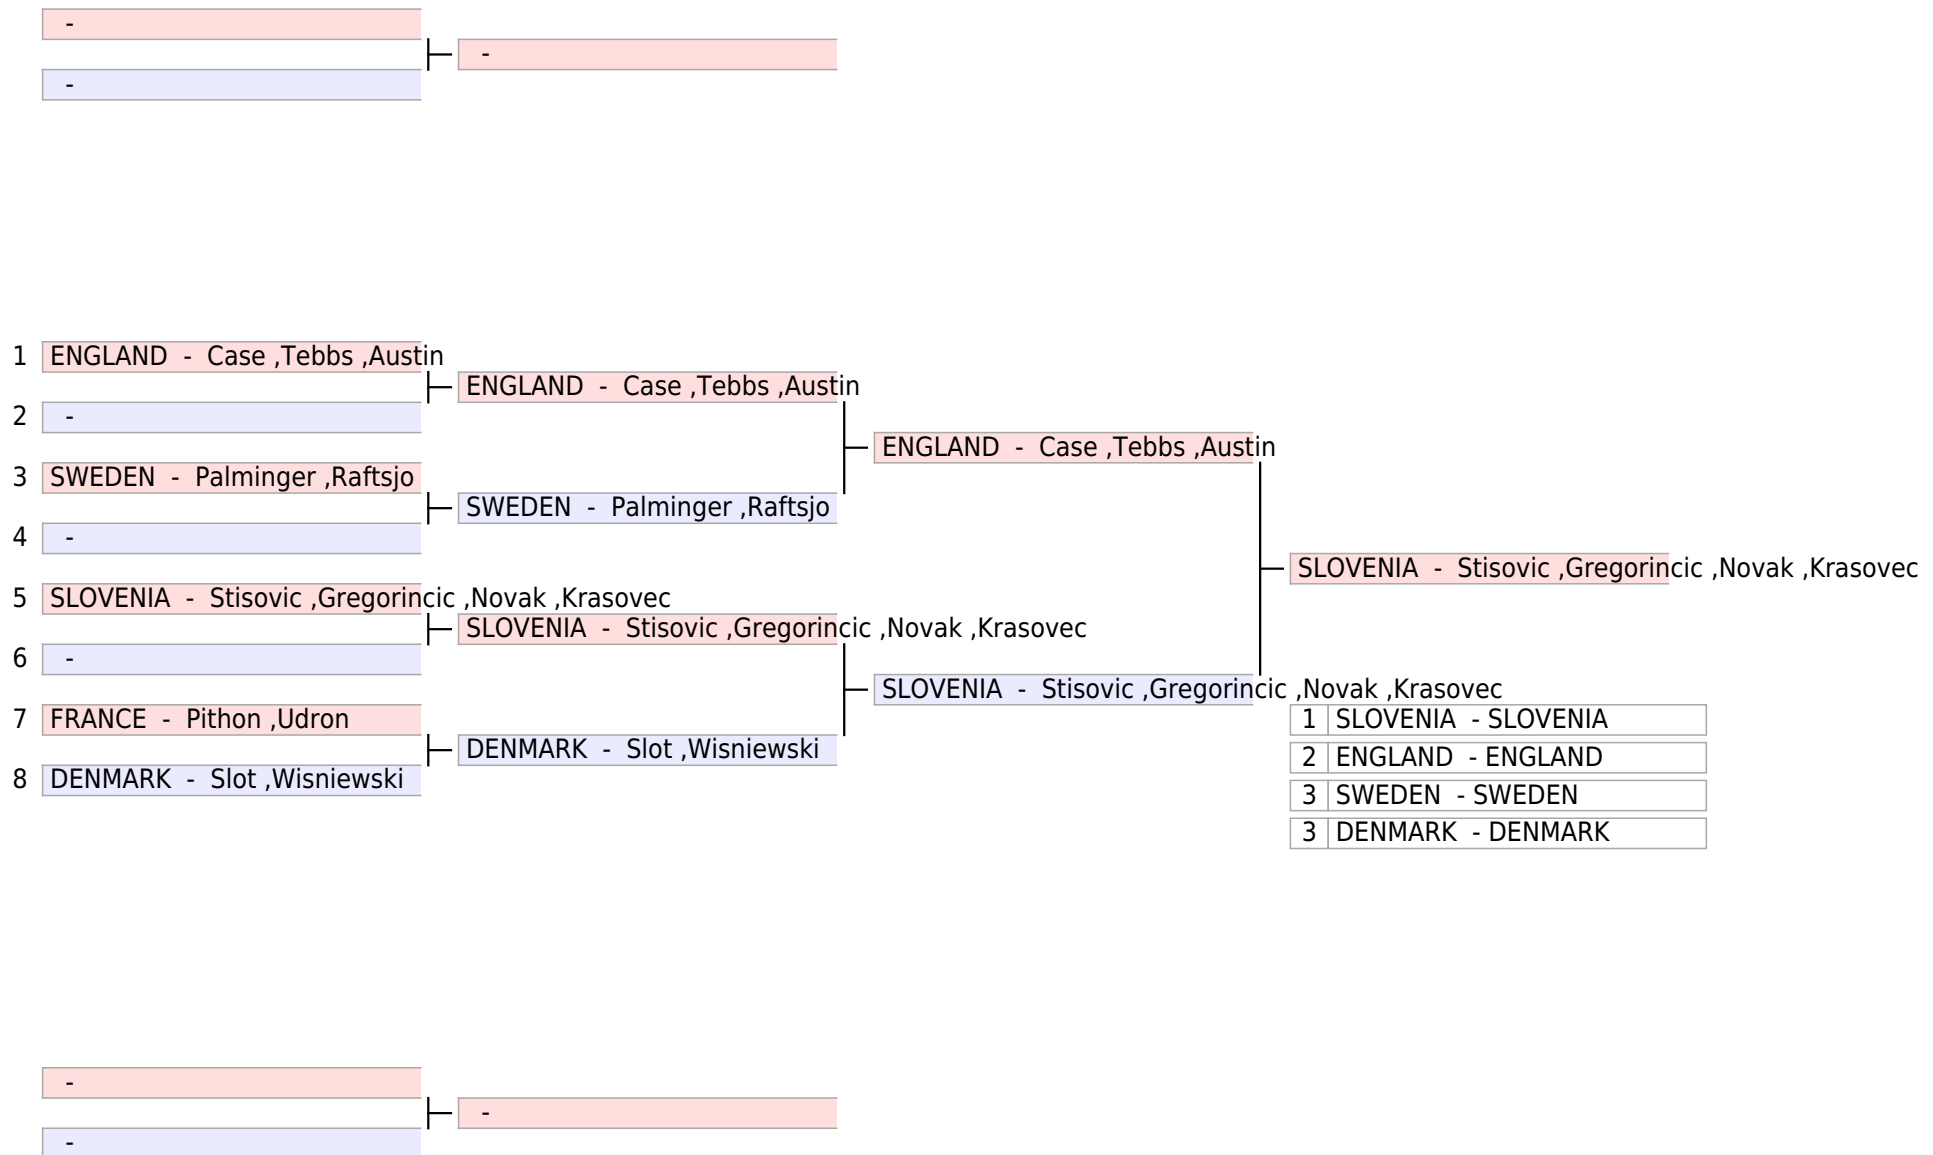 -
-
-
1 ENGLAND - Case ,Tebbs ,Austin
ENGLAND - Case ,Tebbs ,Austin
2 -
ENGLAND - Case ,Tebbs ,Austin
3 SWEDEN - Palminger ,Raftsjo
SWEDEN - Palminger ,Raftsjo
4 -
SLOVENIA - Stisovic ,Gregorincic ,Novak ,Krasovec
5 SLOVENIA - Stisovic ,Gregorincic ,Novak ,Krasovec
SLOVENIA - Stisovic ,Gregorincic ,Novak ,Krasovec
6 -
SLOVENIA - Stisovic ,Gregorincic ,Novak ,Krasovec
7 FRANCE - Pithon ,Udron
1 SLOVENIA - SLOVENIA
DENMARK - Slot ,Wisniewski
2 ENGLAND - ENGLAND
8 DENMARK - Slot ,Wisniewski
3 SWEDEN - SWEDEN
3 DENMARK - DENMARK
-
-
-